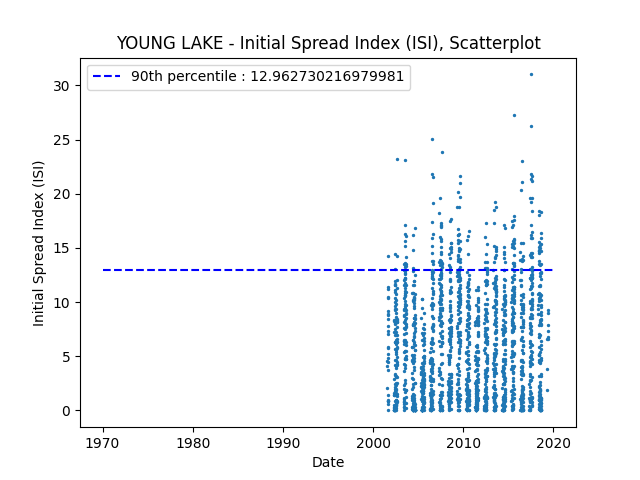 YOUNG LAKE - Initial Spread Index (ISI), Scatterplot
90th percentile : 12.962730216979981
Initial Spread Index (ISI)
30
25
20
15
10
5
0
1970 1980 1990 2000 2010 2020
Date